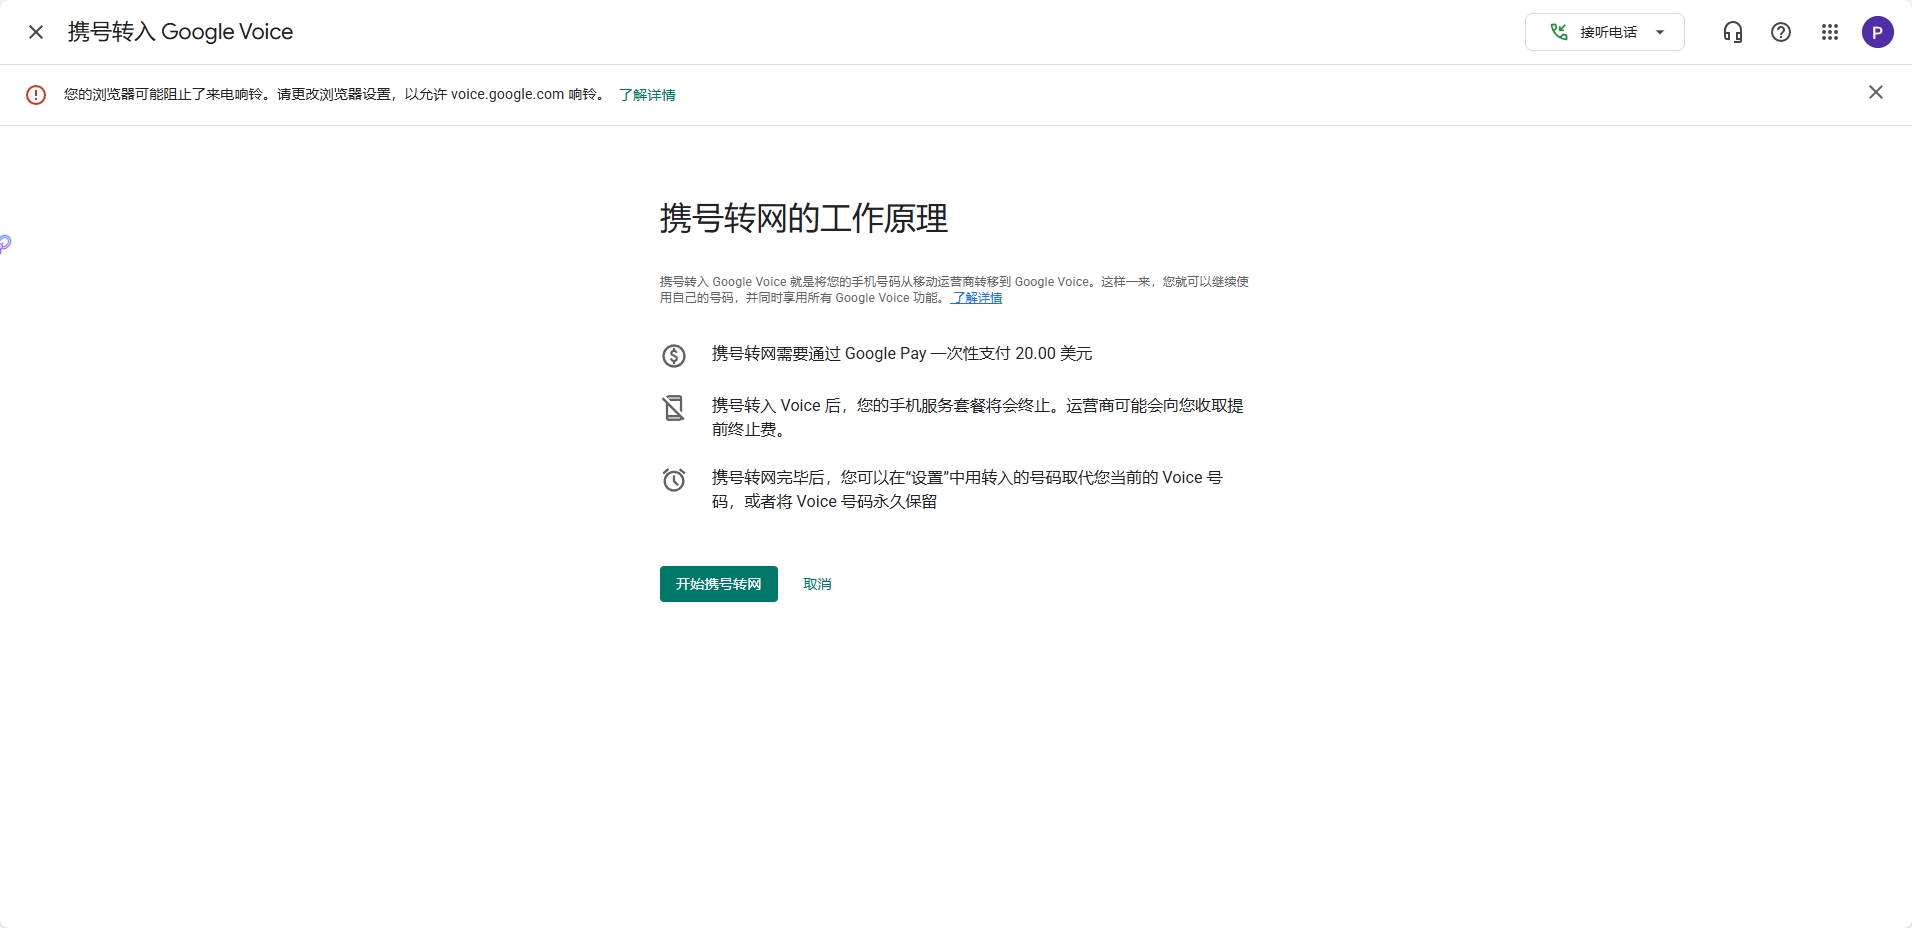 携号转入 Google Voice
接听电话
P
您的浏览器可能阻止了来电响铃。请更改浏览器设置，以允许 voice.google.com 响铃。 了解详情
携号转网的工作原理
携号转入 Google Voice 就是将您的手机号码从移动运营商转移到 Google Voice。这样一来，您就可以继续使
用自己的号码，并同时享用所有 Google Voice 功能。 了解详情
携号转网需要通过 Google Pay 一次性支付 20.00 美元
携号转入 Voice 后，您的手机服务套餐将会终止。运营商可能会向您收取提
前终止费。
携号转网完毕后，您可以在“设置”中用转入的号码取代您当前的 Voice 号
码，或者将 Voice 号码永久保留
开始携号转网
取消